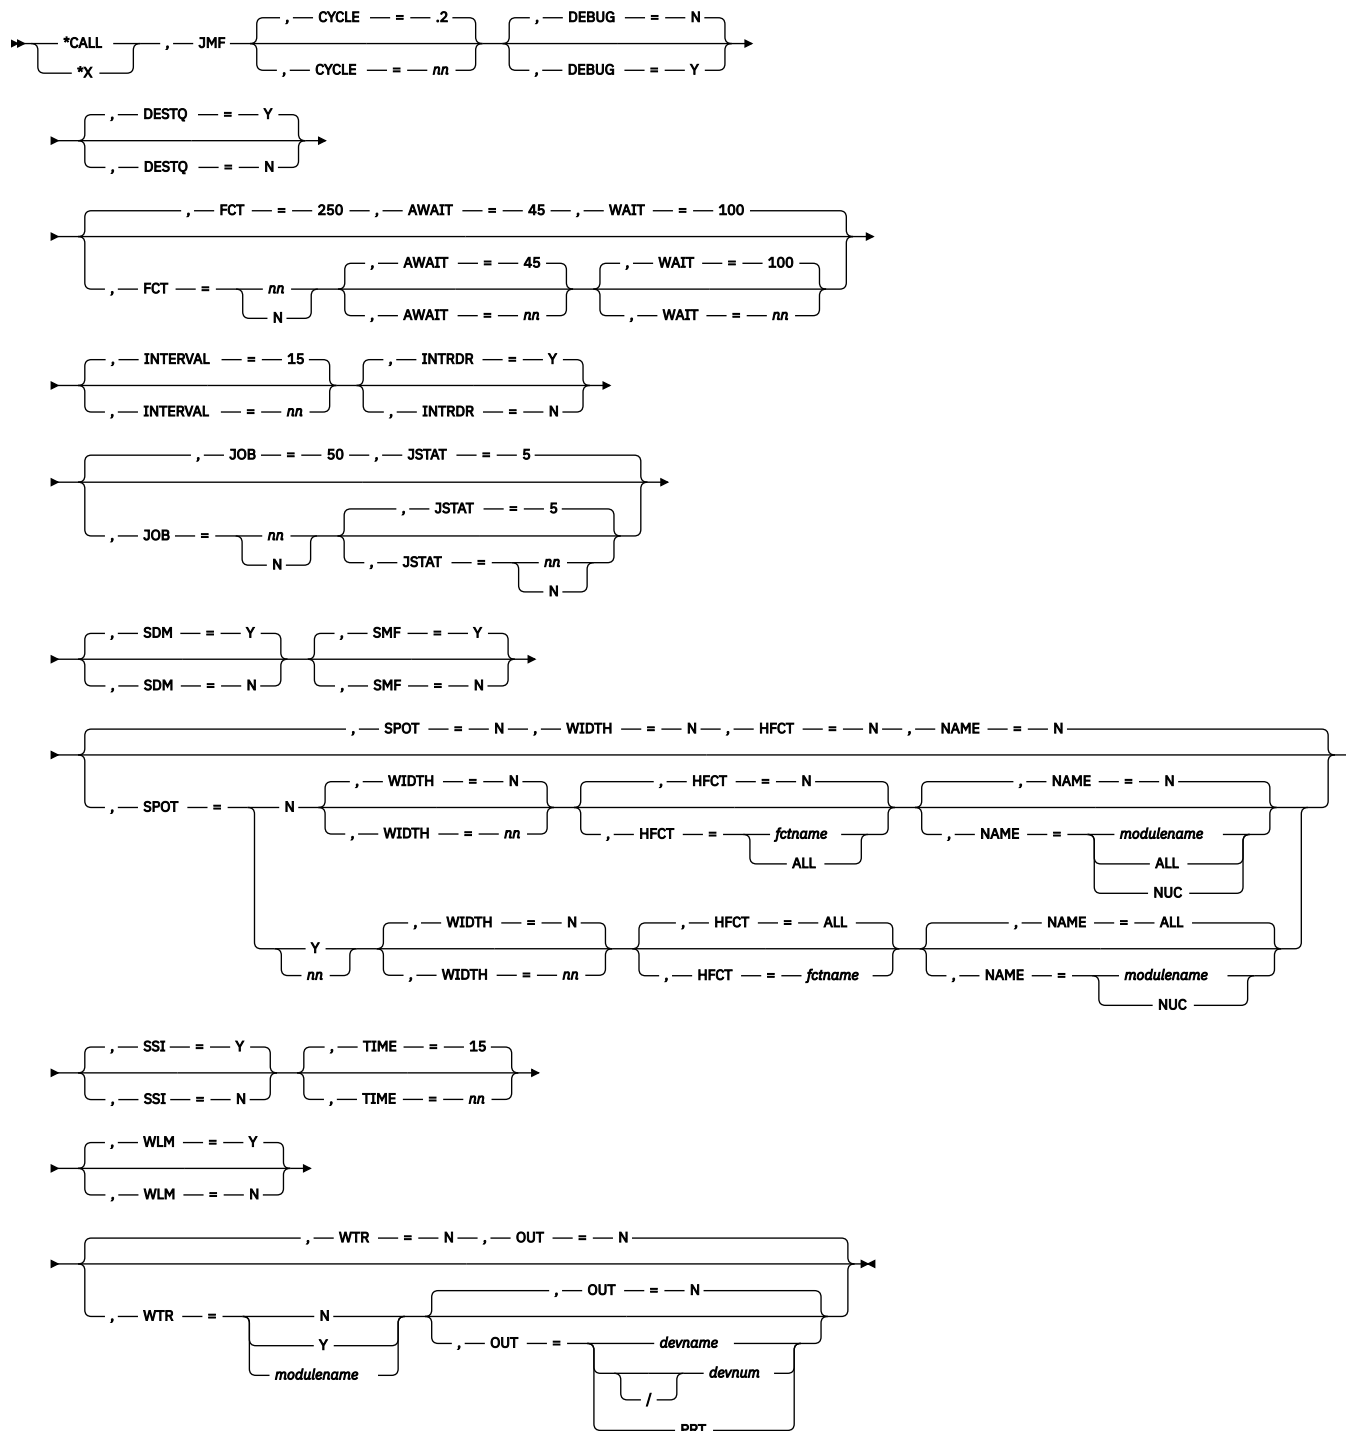 , CYCLE = .2 , DEBUG = N
*CALL , JMF
*X , CYCLE = nn , DEBUG = Y
, DESTQ = Y
, DESTQ = N
, FCT = 250 , AWAIT = 45 , WAIT = 100
, AWAIT = 45 , WAIT = 100
, FCT = nn
N , AWAIT = nn , WAIT = nn
, INTERVAL = 15 , INTRDR = Y
, INTERVAL = nn , INTRDR = N
, JOB = 50 , JSTAT = 5
, JSTAT = 5
, JOB = nn
N , JSTAT = nn
N
, SDM = Y , SMF = Y
, SDM = N , SMF = N
, SPOT = N , WIDTH = N , HFCT = N , NAME = N
, WIDTH = N , HFCT = N , NAME = N
, SPOT = N
, WIDTH = nn , HFCT = fctname , NAME = modulename
ALL ALL
NUC
, WIDTH = N , HFCT = ALL , NAME = ALL
Y
nn , WIDTH = nn , HFCT = fctname , NAME = modulename
NUC
, SSI = Y , TIME = 15
, SSI = N , TIME = nn
, WLM = Y
, WLM = N
, WTR = N , OUT = N
, OUT = N
, WTR = N
Y , OUT = devname
modulename devnum
/
PRT